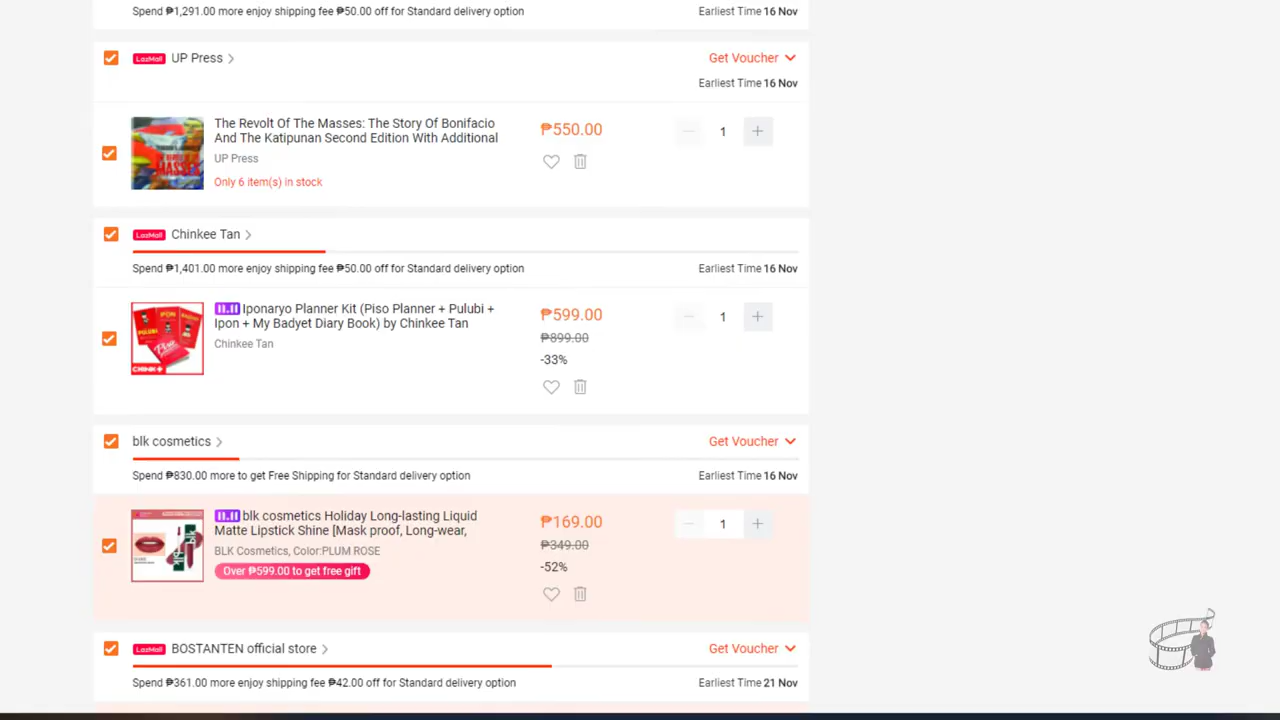 Spend ₱1,291.00 more enjoy shipping fee ₱50.00 off for Standard delivery option
Earliest Time 16 Nov
LazMall UP Press
Get Voucher
Earliest Time 16 Nov
The Revolt Of The Masses: The Story Of Bonifacio
And The Katipunan Second Edition With Additional
UP Press
Only 6 item(s) in stock
₱550.00
1
LazMall Chinkee Tan
Spend ₱1,401.00 more enjoy shipping fee ₱50.00 off for Standard delivery option
Earliest Time 16 Nov
11.11 Iponaryo Planner Kit (Piso Planner + Pulubi +
Ipon + My Badyet Diary Book) by Chinkee Tan
Chinkee Tan
₱599.00
₱899.00
-33%
1
blk cosmetics
Get Voucher
Spend ₱830.00 more to get Free Shipping for Standard delivery option
Earliest Time 16 Nov
11.11 blk cosmetics Holiday Long-lasting Liquid
Matte Lipstick Shine [Mask proof, Long-wear,
BLK Cosmetics, Color:PLUM ROSE
Over ₱599.00 to get free gift
₱169.00
₱349.00
-52%
1
LazMall BOSTANTEN official store
Get Voucher
Spend ₱361.00 more enjoy shipping fee ₱42.00 off for Standard delivery option
Earliest Time 21 Nov